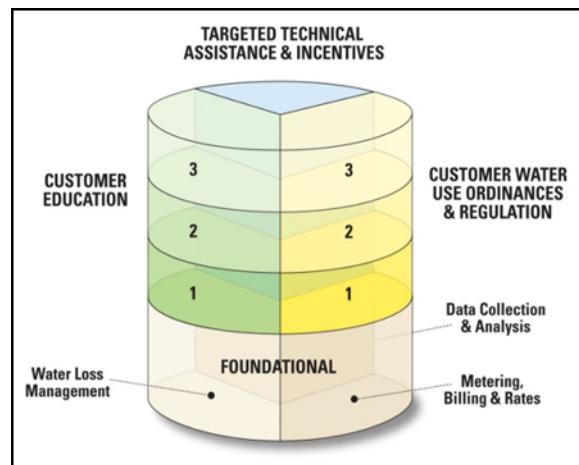 TARGETED TECHNICAL
ASSISTANCE & INCENTIVES
CUSTOMER
EDUCATION
3
3
CUSTOMER WATER
USE ORDINANCES
& REGULATION
2
2
1
1
Data Collection
& Analysis
FOUNDATIONAL
Water Loss
Management
Metering,
Billing & Rates